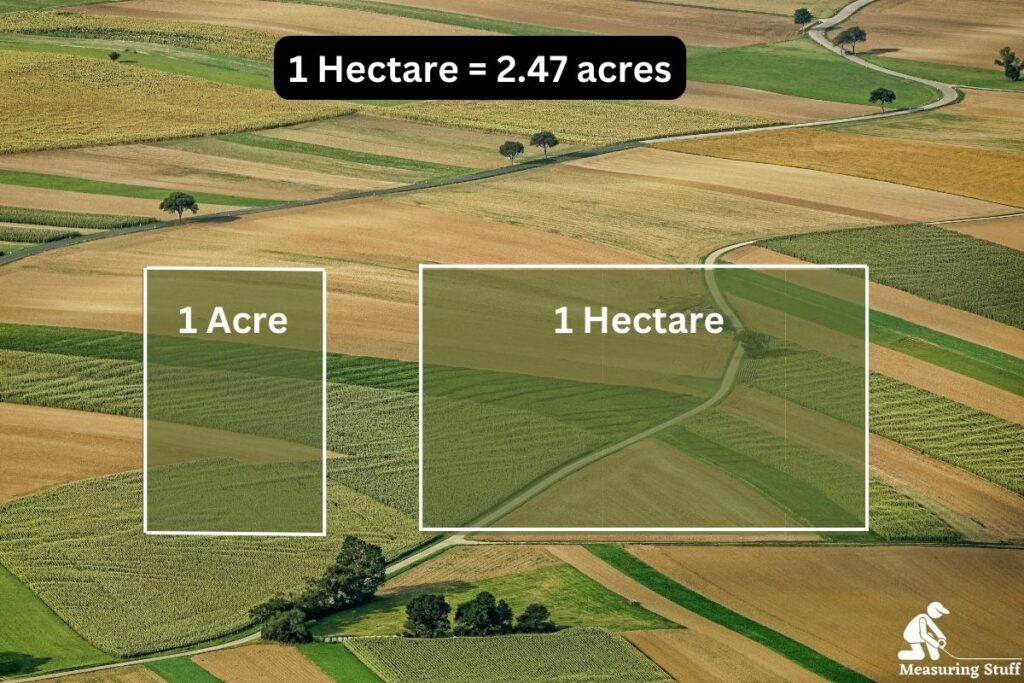 1 Hectare = 2.47 acres
1 Acre
1 Hectare
Measuring Stuff